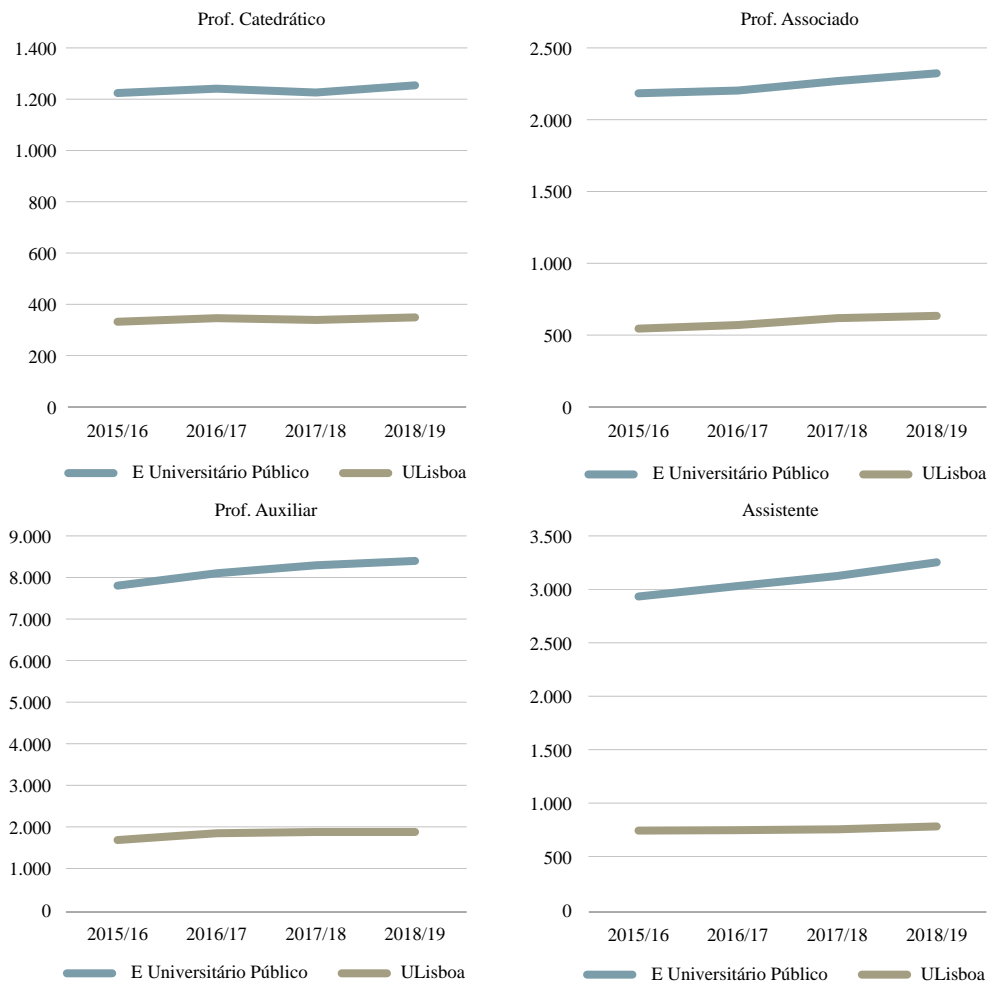 Prof. Catedrático
1.400
1.200
1.000
800
600
400
200
0
2015/16 2016/17 2017/18 2018/19
E Universitário Público ULisboa
Prof. Associado
2.500
2.000
1.500
1.000
500
0
2015/16 2016/17 2017/18 2018/19
E Universitário Público ULisboa
Prof. Auxiliar
9.000
8.000
7.000
6.000
5.000
4.000
3.000
2.000
1.000
0
2015/16 2016/17 2017/18 2018/19
E Universitário Público ULisboa
Assistente
3.500
3.000
2.500
2.000
1.500
1.000
500
0
2015/16 2016/17 2017/18 2018/19
E Universitário Público ULisboa